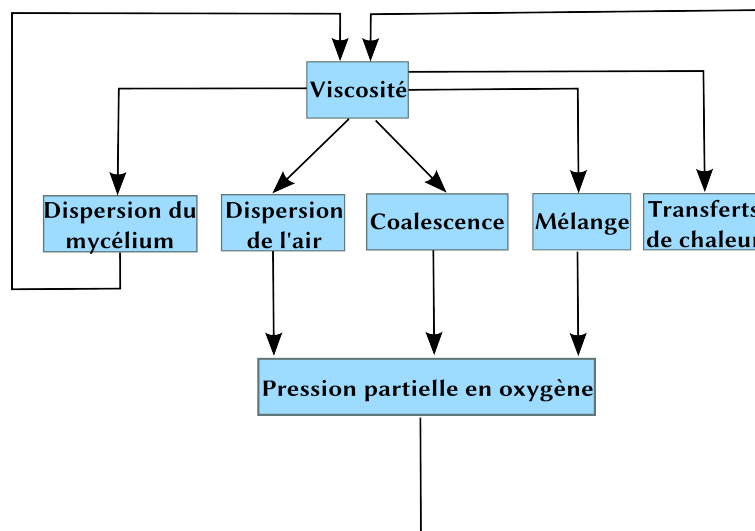 Viscosité
Dispersion du
mycélium
Dispersion
de l'air
Coalescence
Mélange
Transferts
de chaleur
Pression partielle en oxygène